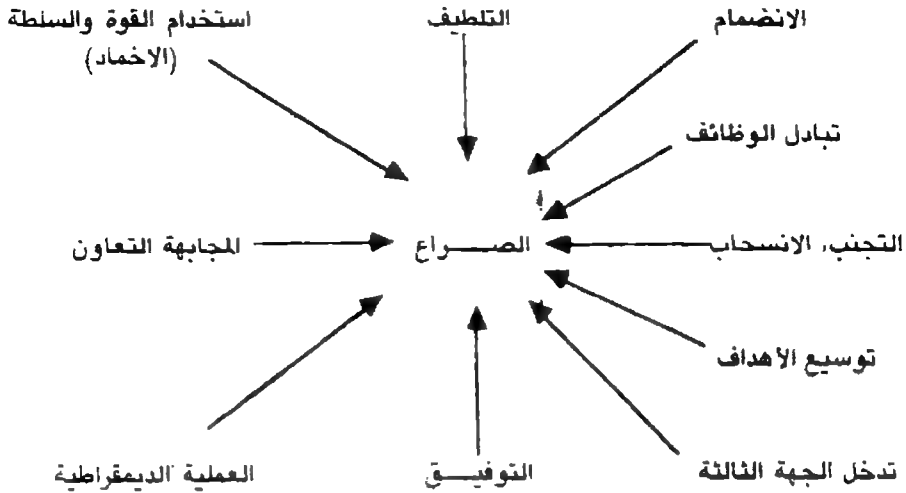 الانضمام
التلطيف
استخدام القوة والسلطة
(الاخماد)
تبادل الوظائف
التجنب، الانسحاب
الصـــراع
المجابهة التعاون
توسيع الأهداف
تدخل الجهة الثالثة
التوفيـــق
العملية الديمقراطية